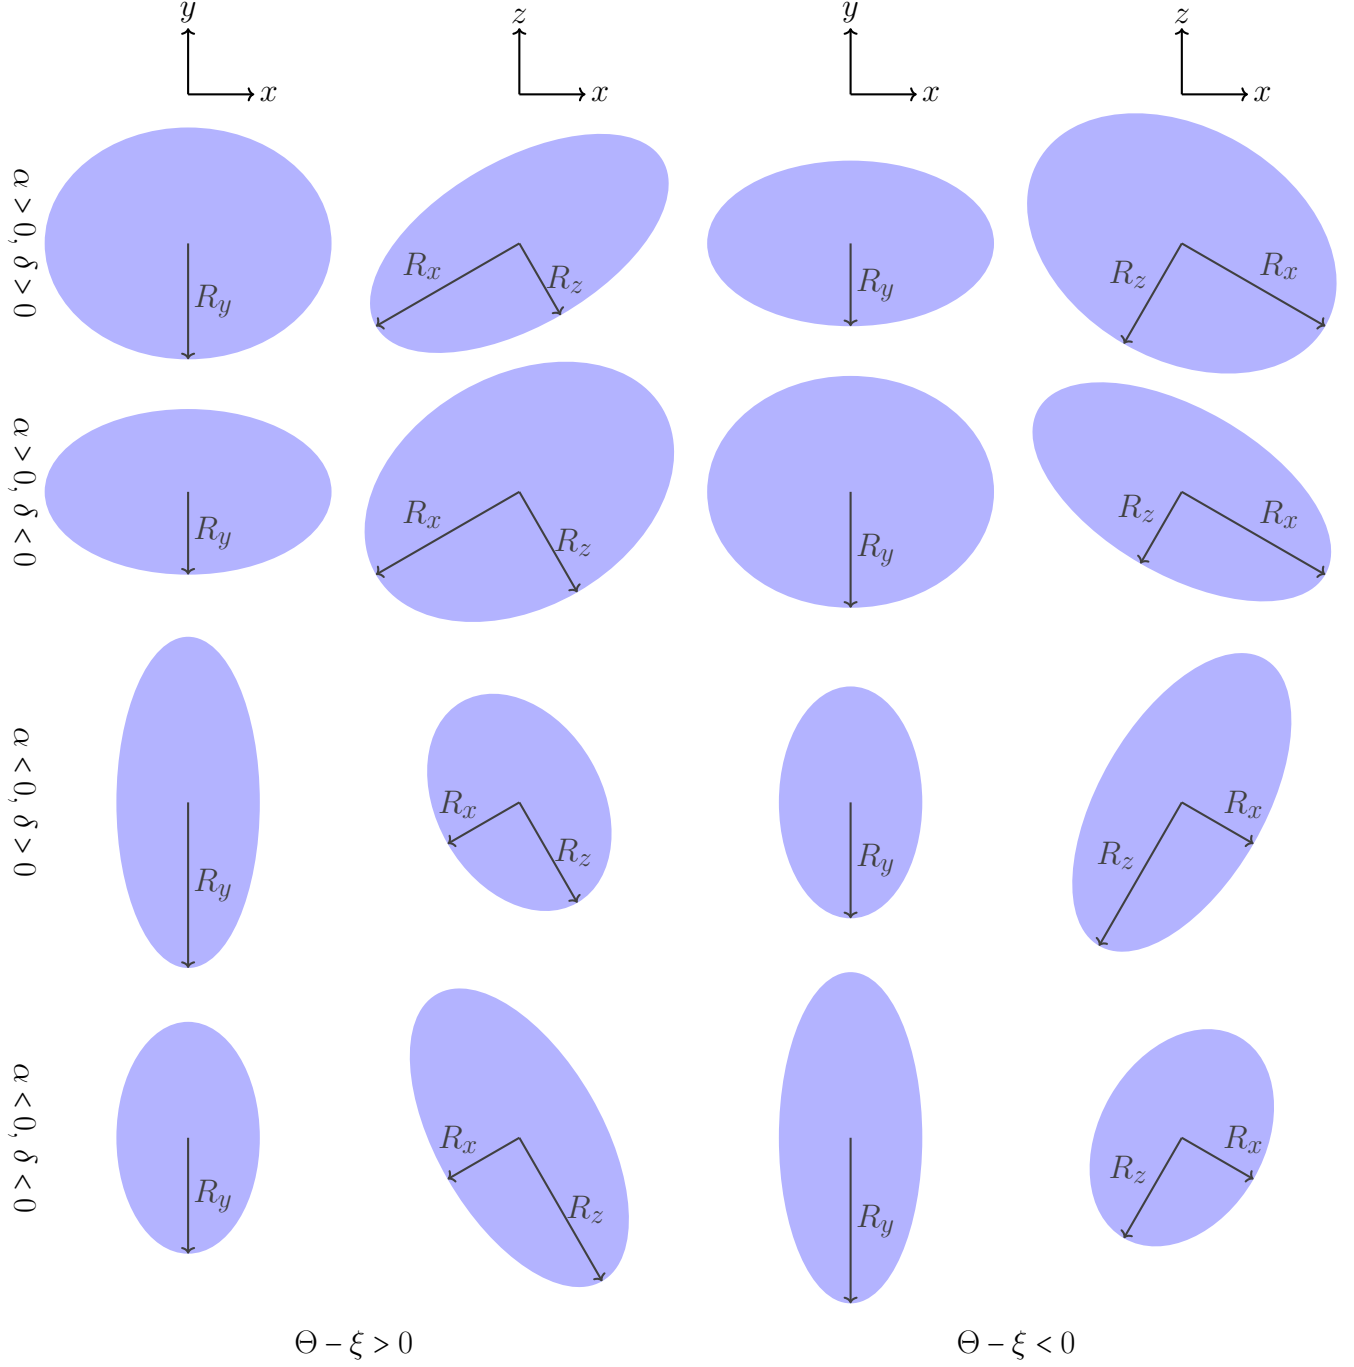 y z y z
x x x x
α > 0, δ > 0
R_y R_x R_z R_y R_z R_x
α > 0, δ < 0
R_y R_x R_z R_y R_z R_x
α < 0, δ > 0
R_y R_x R_z R_y R_z R_x
α < 0, δ < 0
R_y R_x R_z R_y R_z R_x
Θ − ξ > 0 Θ − ξ < 0